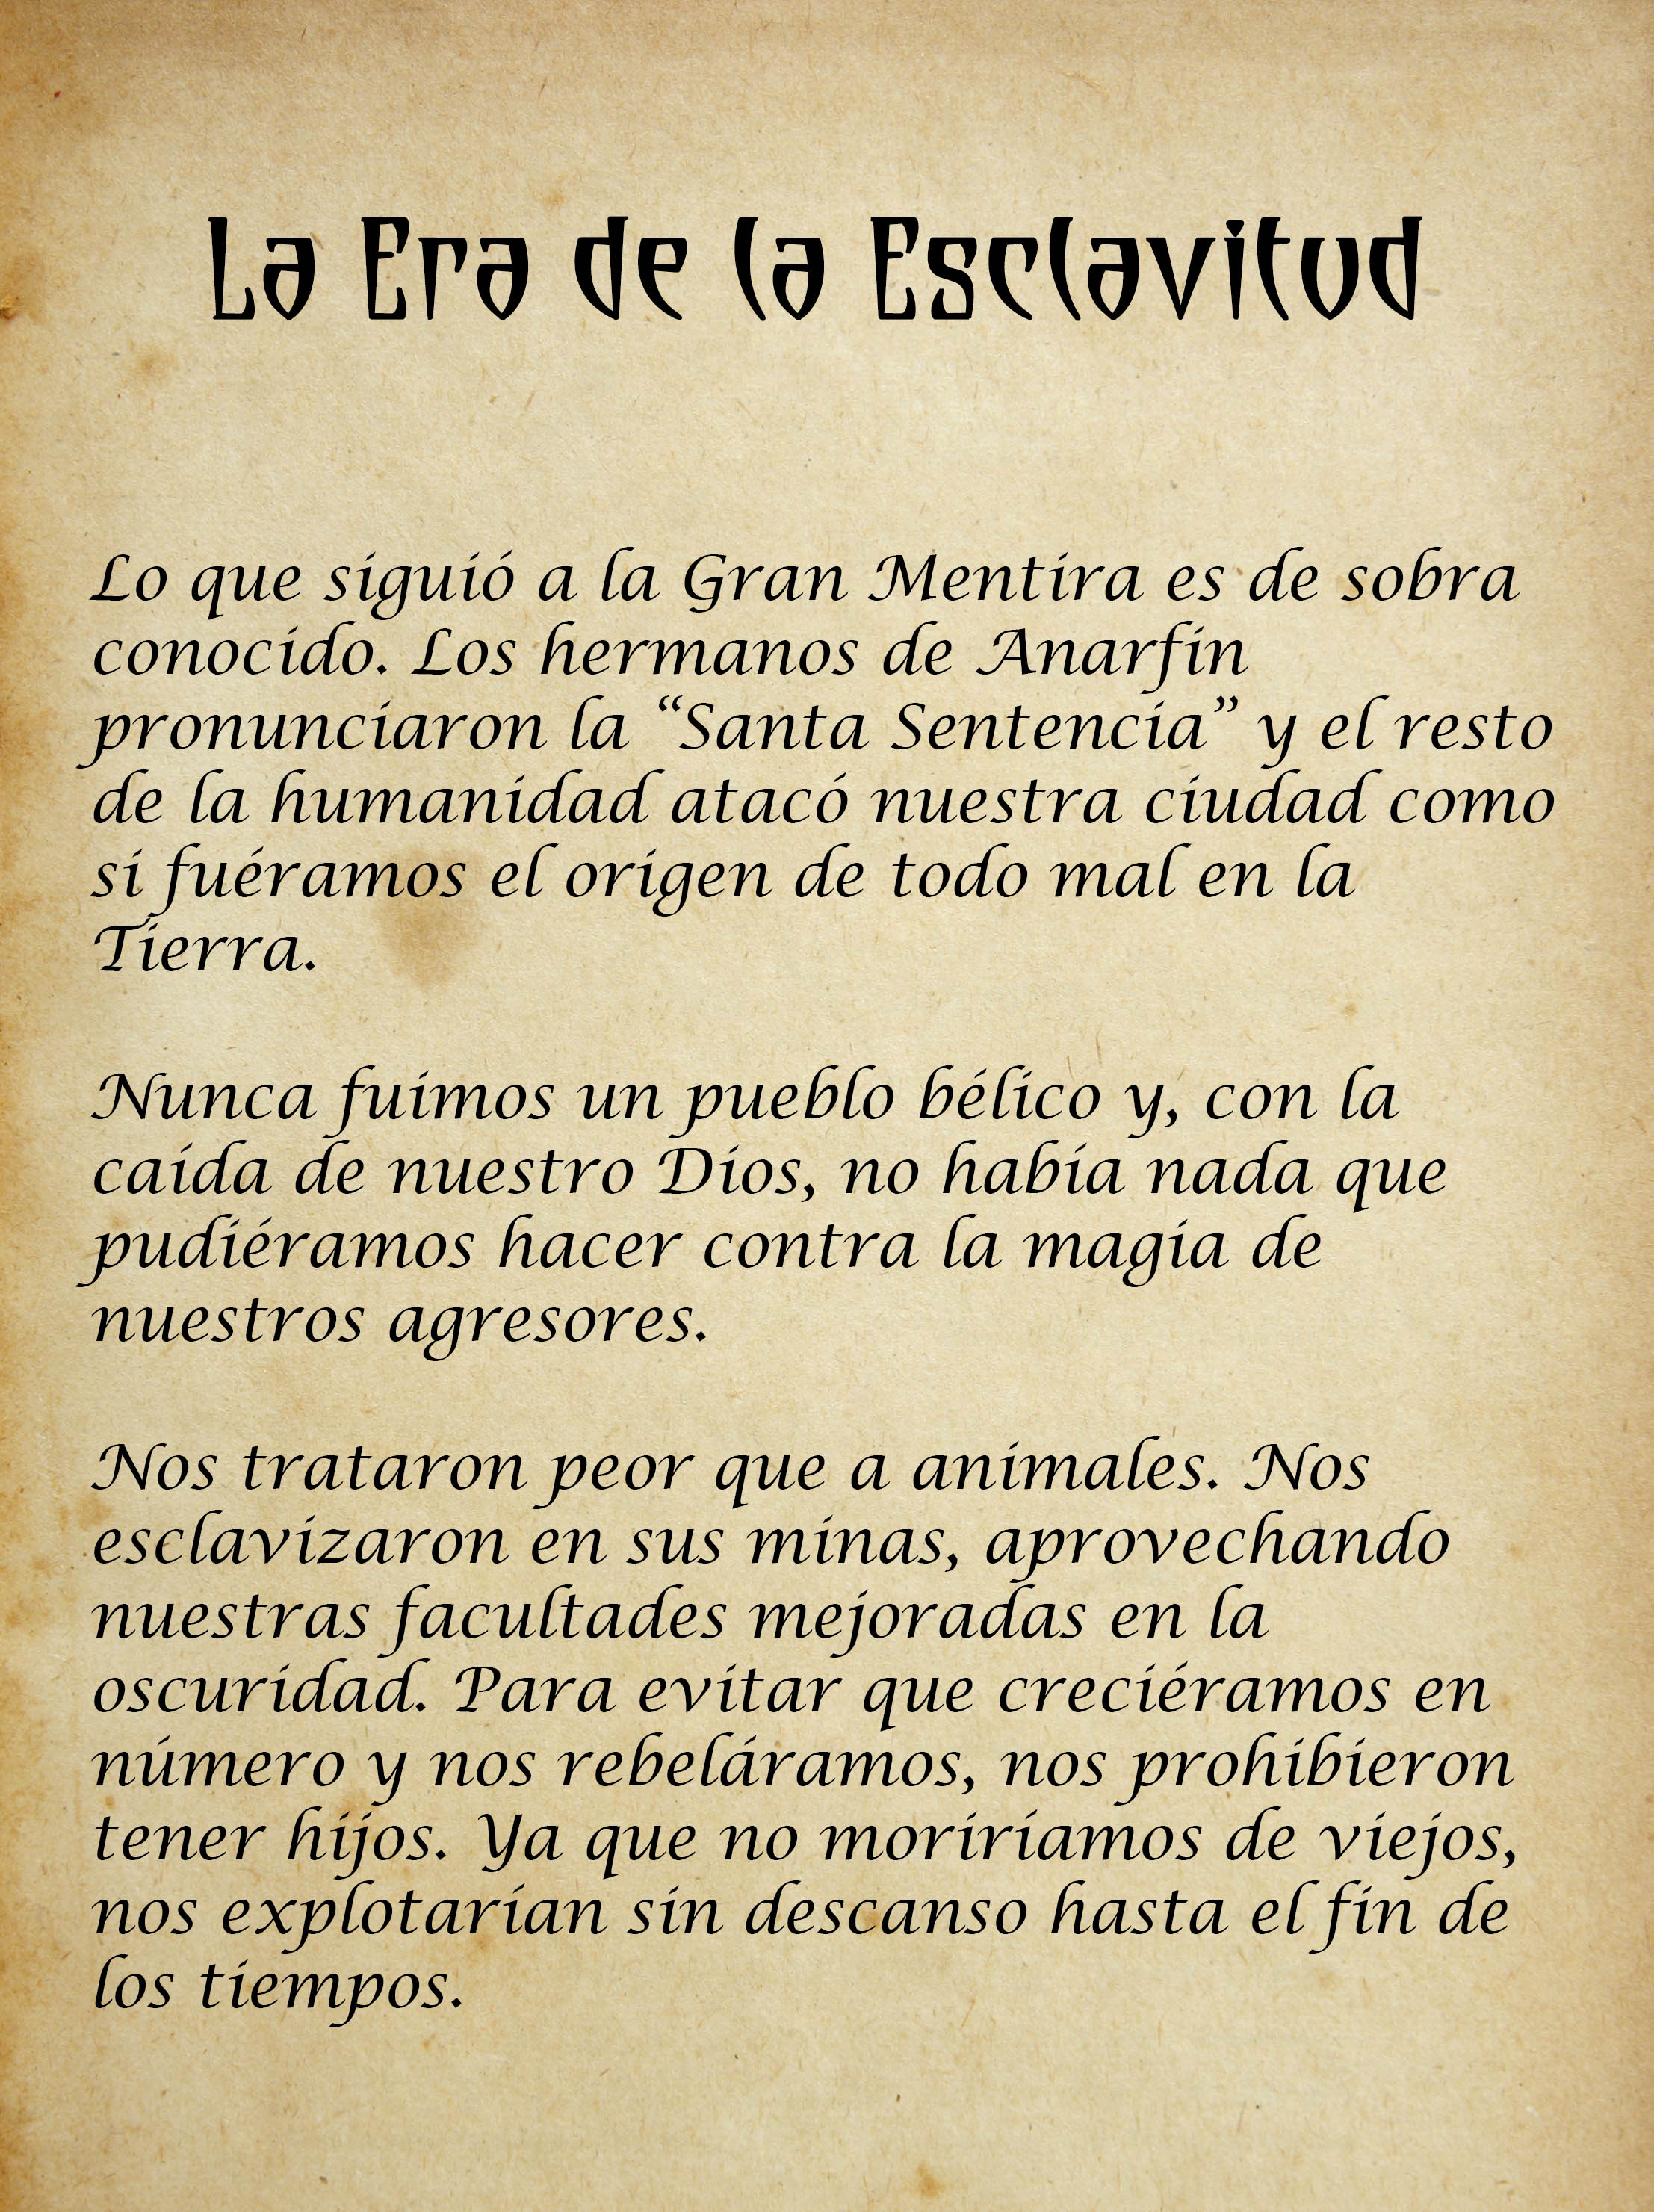 La Era de la Esclavitud
Lo que siguió a la Gran Mentira es de sobra
conocido. Los hermanos de Anarfin
pronunciaron la “Santa Sentencia” y el resto
de la humanidad atacó nuestra ciudad como
si fuéramos el origen de todo mal en la
Tierra.
Nunca fuimos un pueblo bélico y, con la
caída de nuestro Dios, no había nada que
pudiéramos hacer contra la magia de
nuestros agresores.
Nos trataron peor que a animales. Nos
esclavizaron en sus minas, aprovechando
nuestras facultades mejoradas en la
oscuridad. Para evitar que creciéramos en
número y nos rebeláramos, nos prohibieron
tener hijos. Ya que no moriríamos de viejos,
nos explotarían sin descanso hasta el fin de
los tiempos.